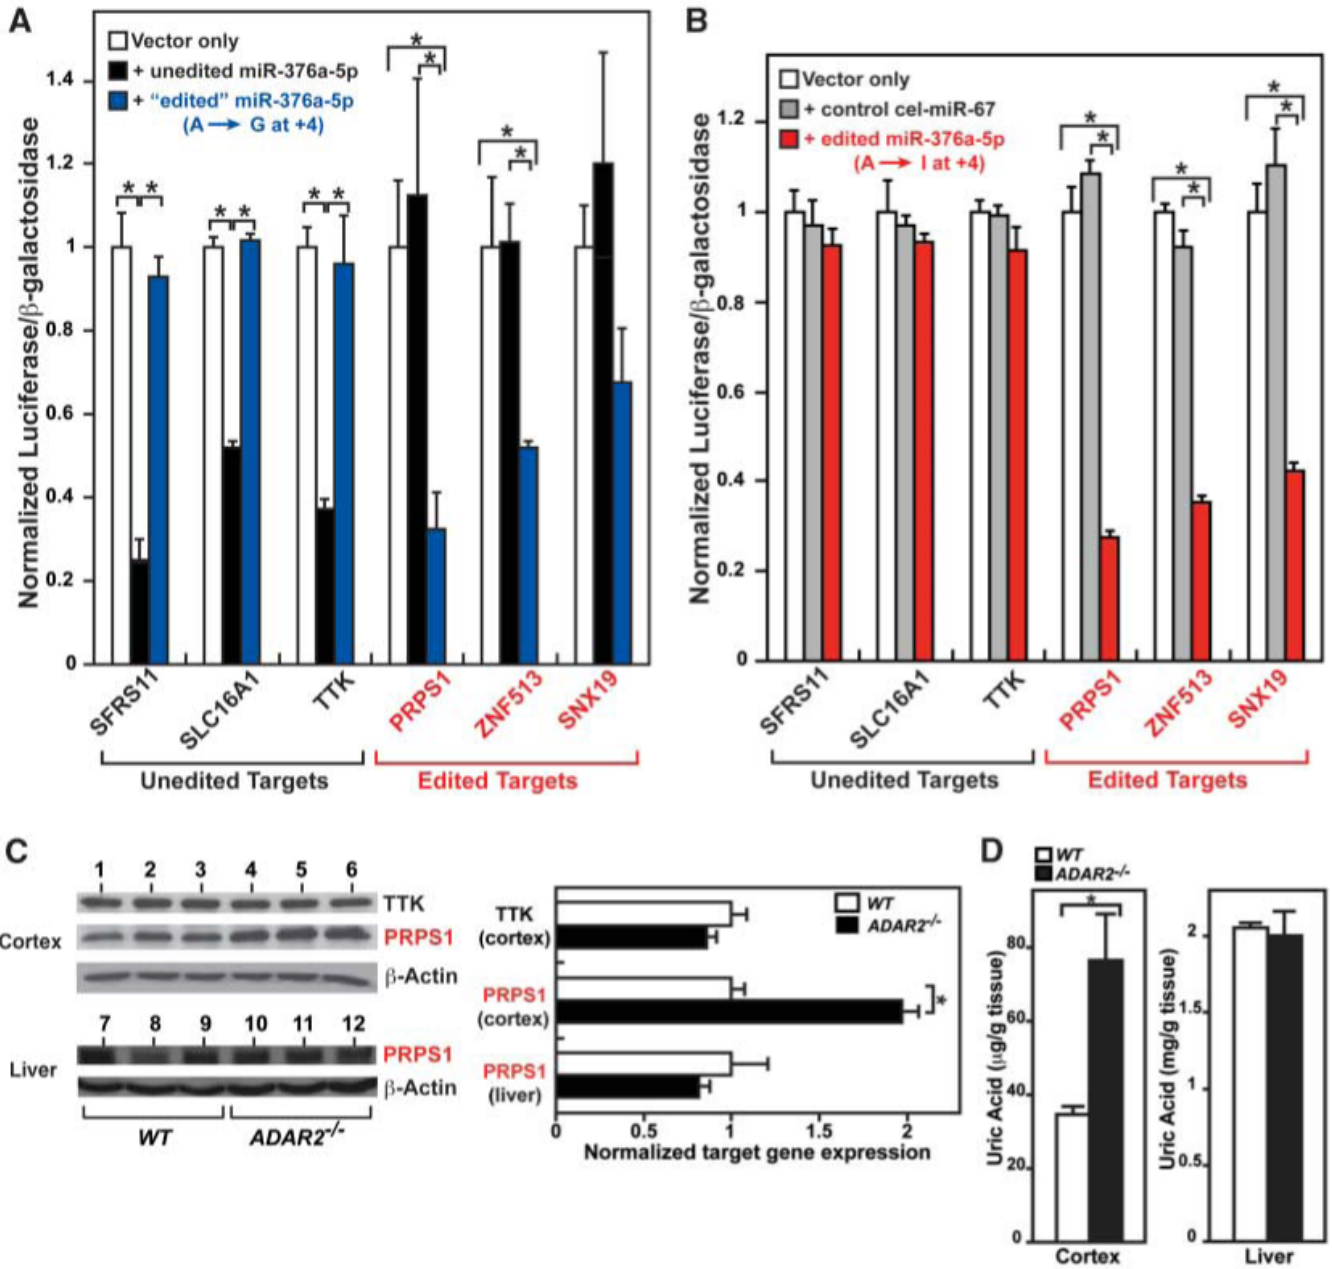 A
Vector only
+ unedited miR-376a-5p
+ “edited” miR-376a-5p
(A → G at +4)
Normalized Luciferase/β-galactosidase
1.4
1.2
1
0.8
0.6
0.4
0.2
0
* *
* *
* *
*
*
*
*
SFRS11
SLC16A1
TTK
PRPS1
ZNF513
SNX19
Unedited Targets
Edited Targets
B
Vector only
+ control cel-miR-67
+ edited miR-376a-5p
(A → I at +4)
Normalized Luciferase/β-galactosidase
1.2
1
0.8
0.6
0.4
0.2
0
*
*
*
*
*
*
SFRS11
SLC16A1
TTK
PRPS1
ZNF513
SNX19
Unedited Targets
Edited Targets
C
1 2 3 4 5 6
TTK
Cortex
PRPS1
β-Actin
7 8 9 10 11 12
Liver
PRPS1
β-Actin
WT
ADAR2-/-
WT
ADAR2-/-
TTK
(cortex)
PRPS1
(cortex)
*
PRPS1
(liver)
0 0.5 1 1.5 2
Normalized target gene expression
D
WT
ADAR2-/-
Uric Acid (μg/g tissue)
80
60
40
20
0
*
Cortex
Uric Acid (mg/g tissue)
2
1.5
1
0.5
0
Liver